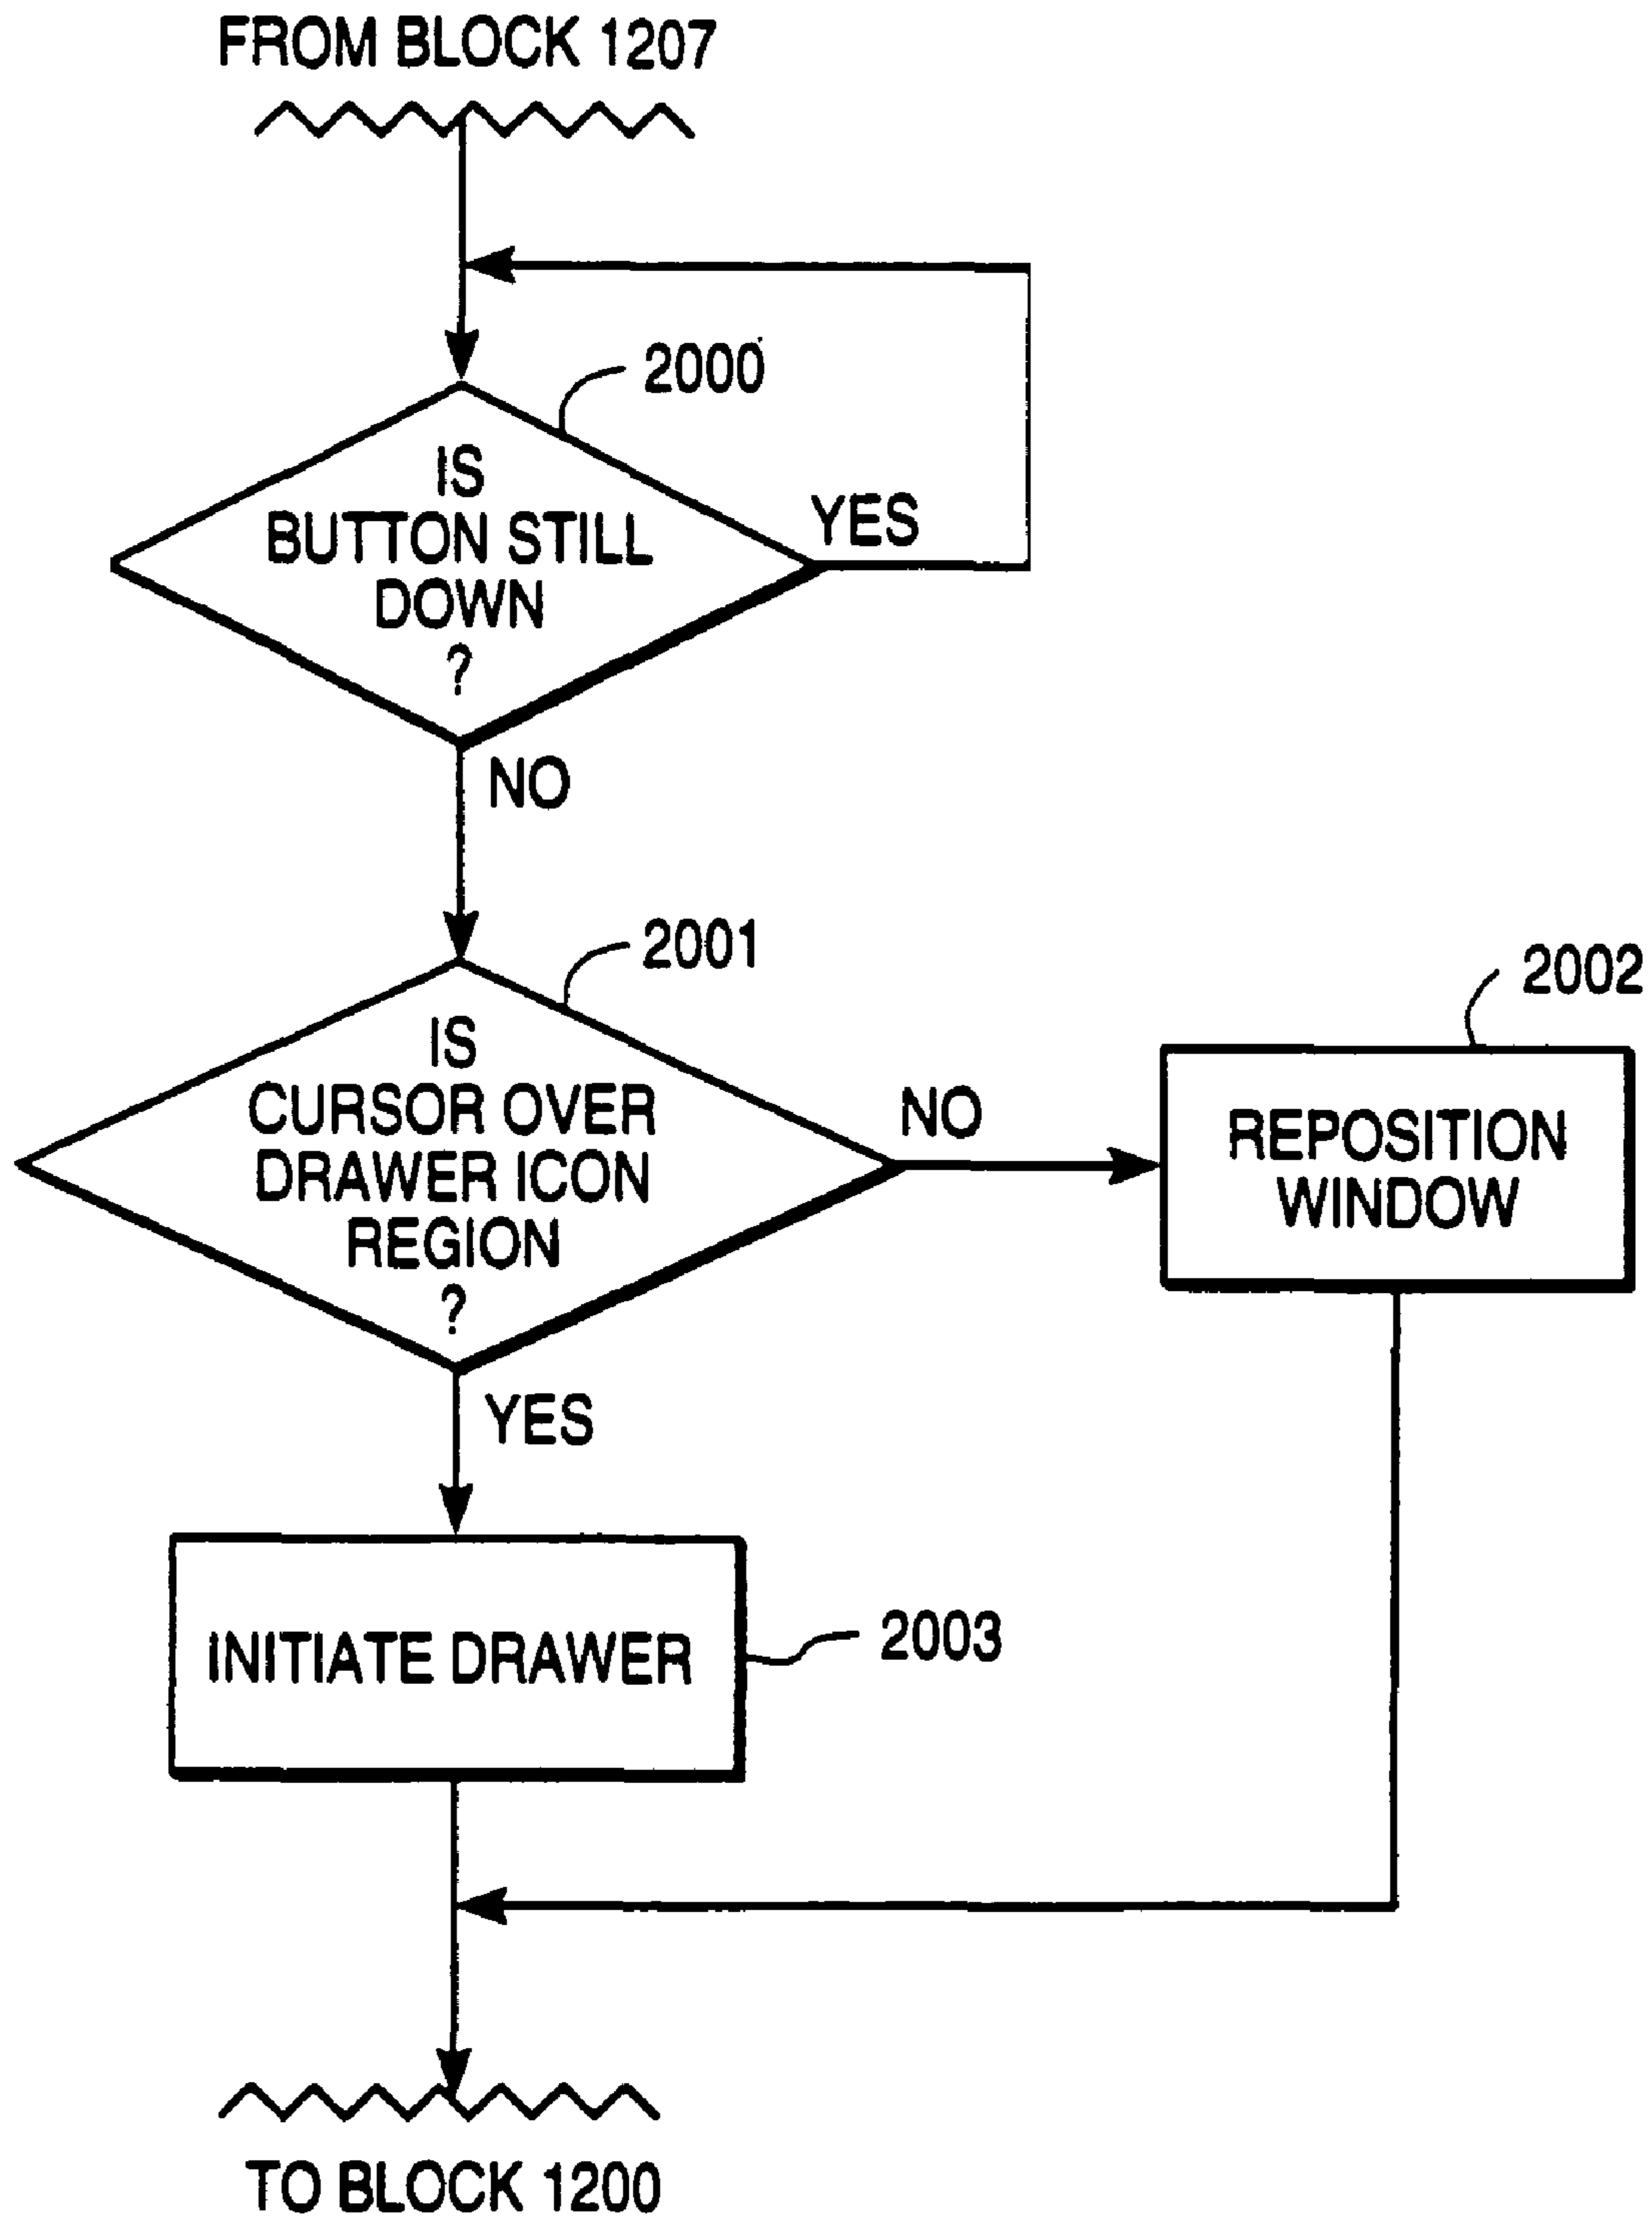 FROM BLOCK 1207
2000
IS
BUTTON STILL
DOWN
?
YES
NO
2001
IS
CURSOR OVER
DRAWER ICON
REGION
?
NO
2002
REPOSITION
WINDOW
YES
INITIATE DRAWER
2003
TO BLOCK 1200